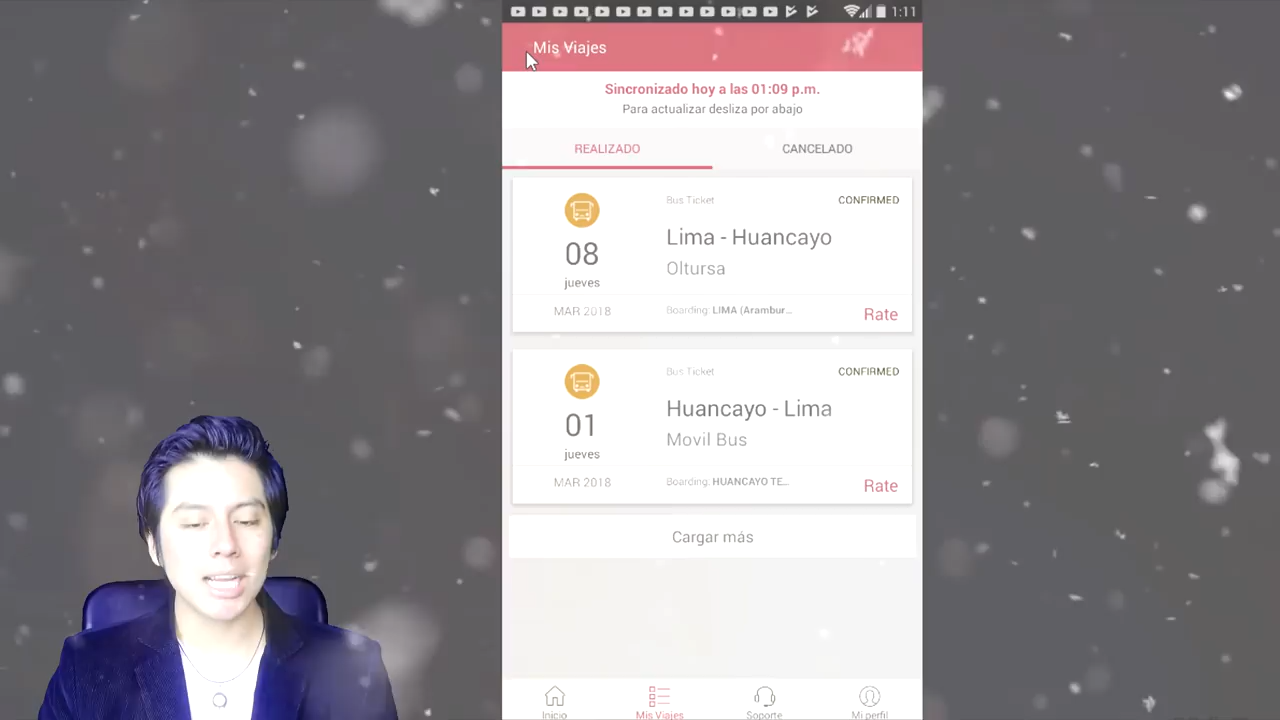 1:11
Mis Viajes
Sincronizado hoy a las 01:09 p.m.
Para actualizar desliza por abajo
REALIZADO
CANCELADO
Bus Ticket
CONFIRMED
08
Lima - Huancayo
Oltursa
jueves
MAR 2018
Boarding: LIMA (Arambur...
Rate
Bus Ticket
CONFIRMED
01
Huancayo - Lima
Movil Bus
jueves
MAR 2018
Boarding: HUANCAYO TE...
Rate
Cargar más
Inicio
Mis Viajes
Soporte
Mi perfil